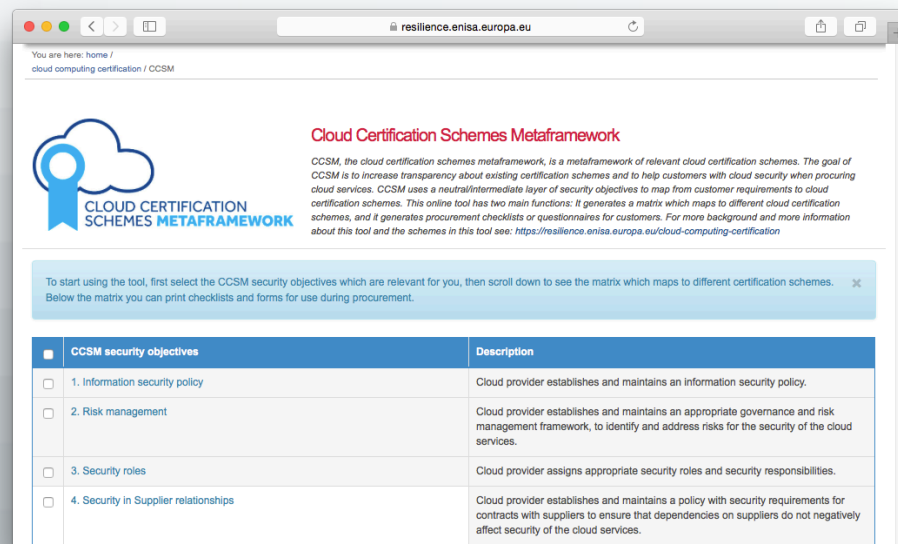 resilience.enisa.europa.eu
You are here: home /
cloud computing certification / CCSM
CLOUD CERTIFICATION
SCHEMES METAFRAMEWORK
Cloud Certification Schemes Metaframework
CCSM, the cloud certification schemes metaframework, is a metaframework of relevant cloud certification schemes. The goal of
CCSM is to increase transparency about existing certification schemes and to help customers with cloud security when procuring
cloud services. CCSM uses a neutral/intermediate layer of security objectives to map from customer requirements to cloud
certification schemes. This online tool has two main functions: It generates a matrix which maps to different cloud certification
schemes, and it generates procurement checklists or questionnaires for customers. For more background and more information
about this tool and the schemes in this tool see: https://resilience.enisa.europa.eu/cloud-computing-certification
To start using the tool, first select the CCSM security objectives which are relevant for you, then scroll down to see the matrix which maps to different certification schemes.
Below the matrix you can print checklists and forms for use during procurement.
CCSM security objectives
Description
1. Information security policy
Cloud provider establishes and maintains an information security policy.
2. Risk management
Cloud provider establishes and maintains an appropriate governance and risk
management framework, to identify and address risks for the security of the cloud
services.
3. Security roles
Cloud provider assigns appropriate security roles and security responsibilities.
4. Security in Supplier relationships
Cloud provider establishes and maintains a policy with security requirements for
contracts with suppliers to ensure that dependencies on suppliers do not negatively
affect security of the cloud services.